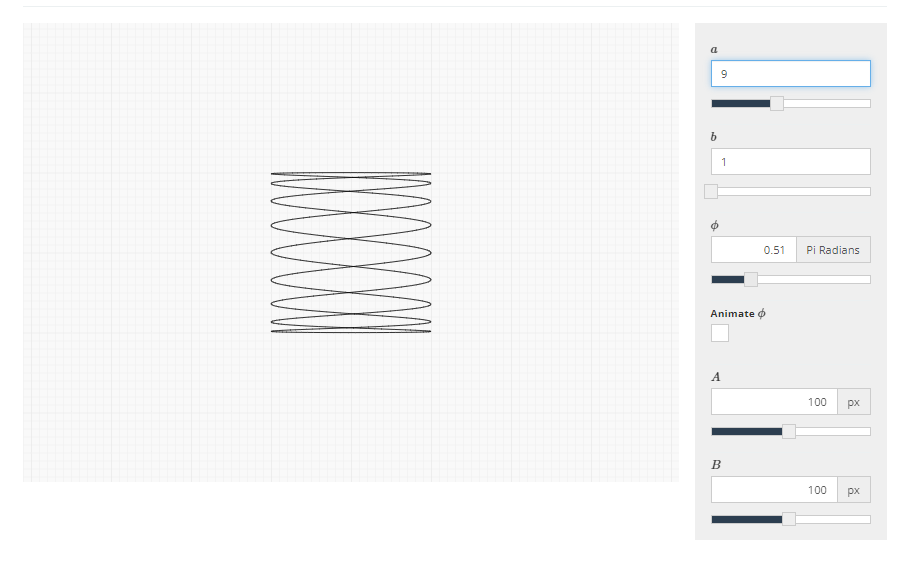 a
9
b
1
ϕ
0.51 Pi Radians
Animate ϕ
A
100 px
B
100 px